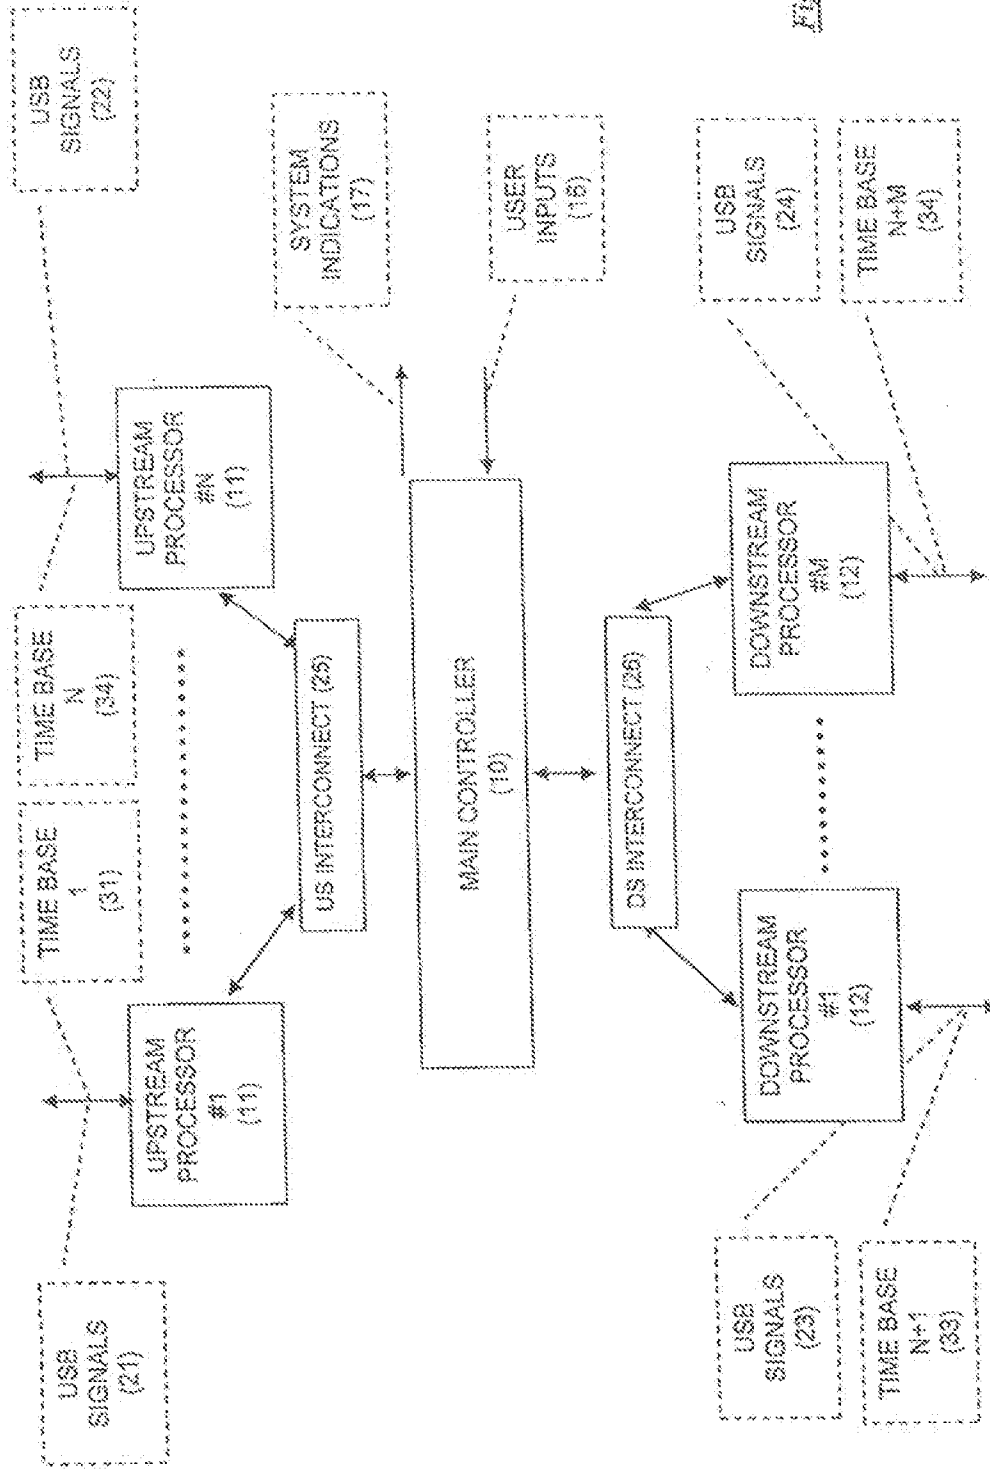 USB
SIGNALS
(21)
TIME BASE
1
(31)
TIME BASE
N
(34)
USB
SIGNALS
(22)
UPSTREAM
PROCESSOR
#1
(11)
UPSTREAM
PROCESSOR
#N
(11)
US INTERCONNECT (25)
SYSTEM
INDICATIONS
(17)
MAIN CONTROLLER
(10)
USER
INPUTS
(16)
DS INTERCONNECT (26)
DOWNSTREAM
PROCESSOR
#1
(12)
DOWNSTREAM
PROCESSOR
#M
(12)
USB
SIGNALS
(23)
TIME BASE
N+1
(33)
USB
SIGNALS
(24)
TIME BASE
N+M
(34)